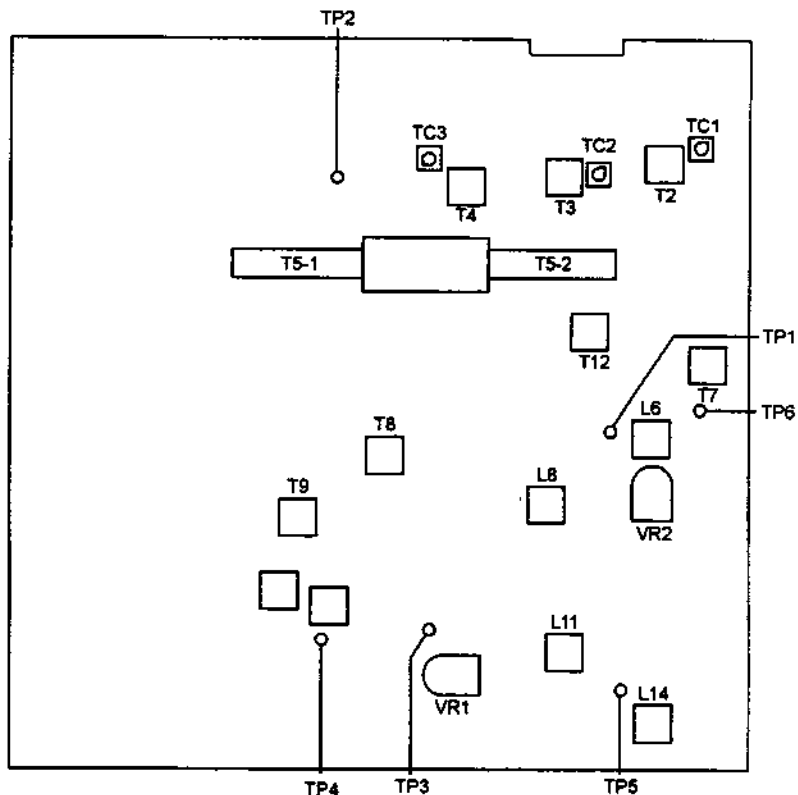 TP2
TC3
TC2
TC1
T4
T3
T2
T5-1
T5-2
T12
TP1
T7
L6
TP6
T8
L8
T9
VR2
L11
VR1
L14
TP4
TP3
TP5